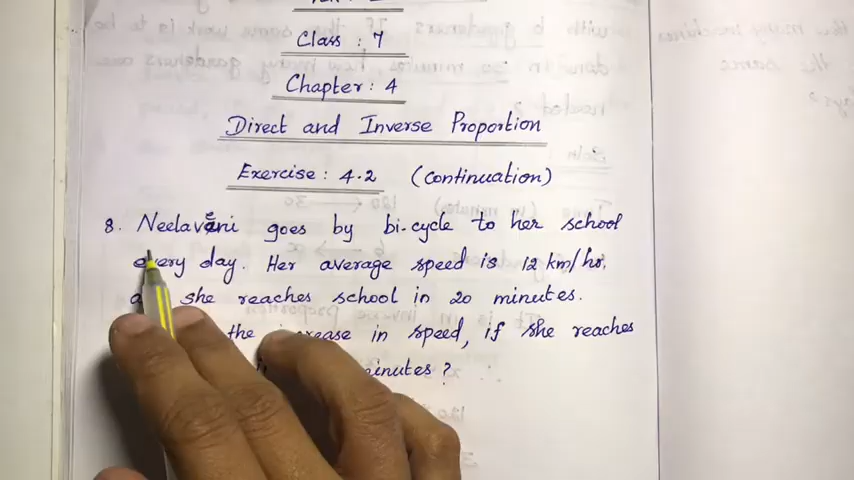 Class : 7
Chapter : 4
Direct and Inverse Proportion
Exercise : 4.2 (continuation)
8. Neelaveni goes by bi-cycle to her school
every day. Her average speed is 12 km/hr.
she reaches school in 20 minutes.
the increase in speed, if she reaches
minutes ?